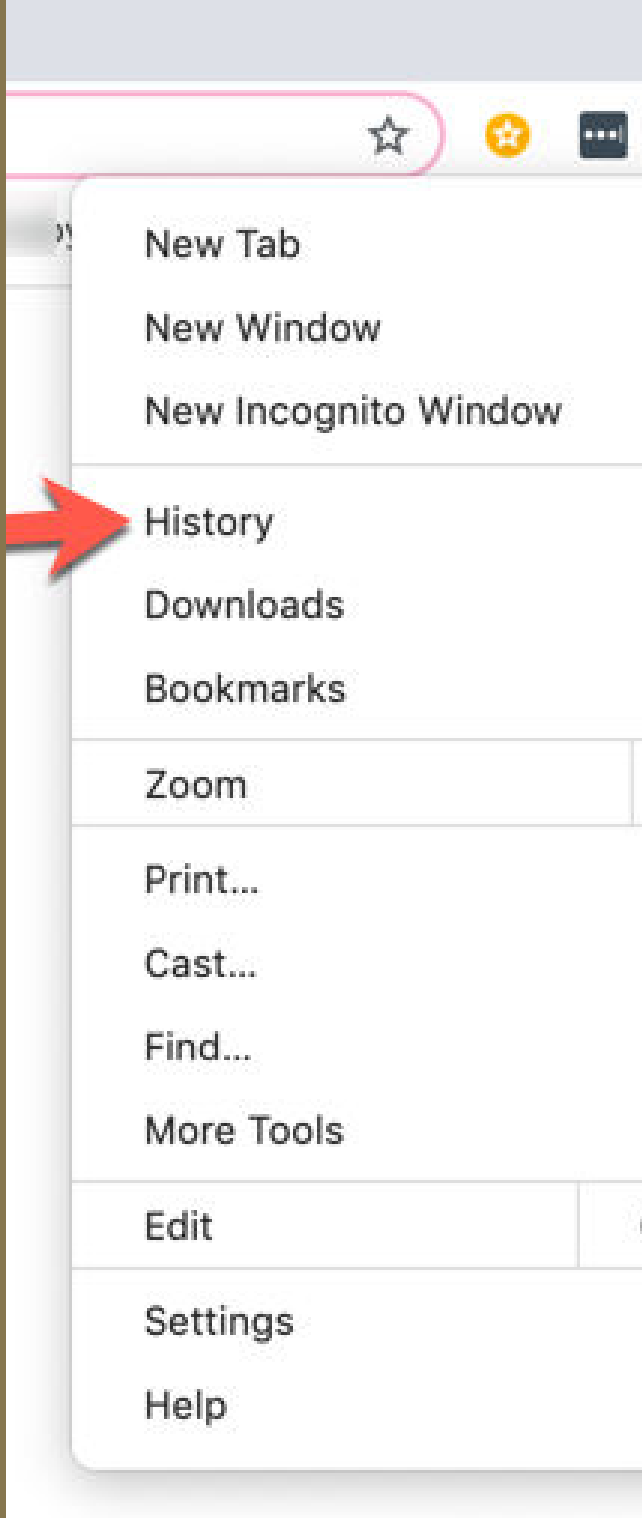 New Tab
New Window
New Incognito Window
History
Downloads
Bookmarks
Zoom
Print...
Cast...
Find...
More Tools
Edit
Settings
Help